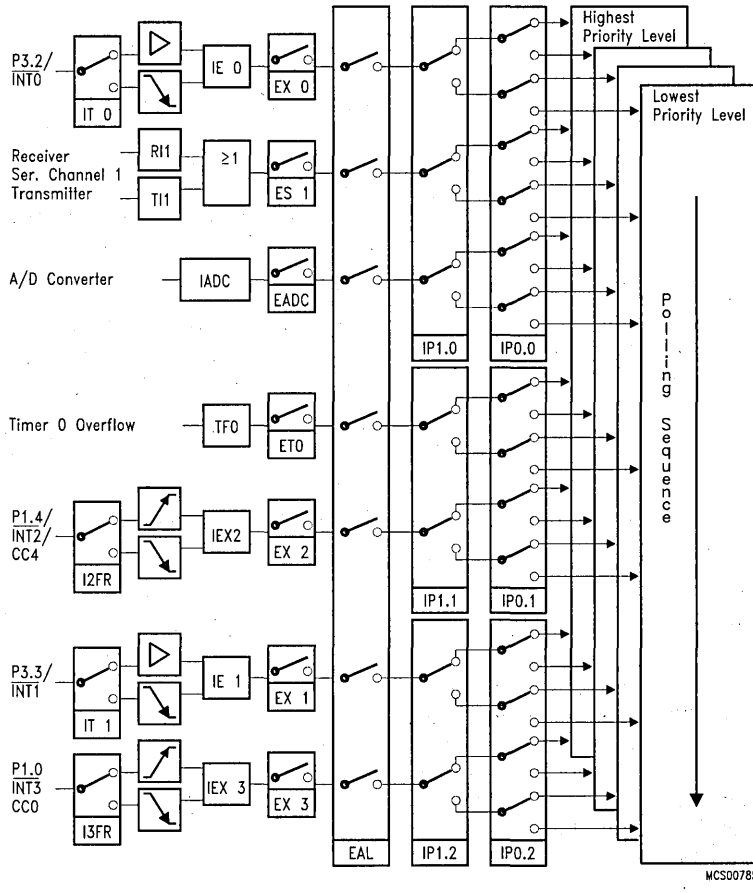 Highest
Priority Level
Lowest
Priority Level
P3.2/
INT0
IT 0
IE 0
EX 0
Receiver
Ser. Channel 1
Transmitter
RI1
TI1
≥1
ES 1
A/D Converter
IADC
EADC
IP1.0
IP0.0
Timer 0 Overflow
TF0
ET0
Polling Sequence
P1.4/
INT2/
CC4
I2FR
IEX2
EX 2
IP1.1
IP0.1
P3.3/
INT1
IT 1
IE 1
EX 1
P1.0
INT3
CC0
I3FR
IEX 3
EX 3
EAL
IP1.2
IP0.2